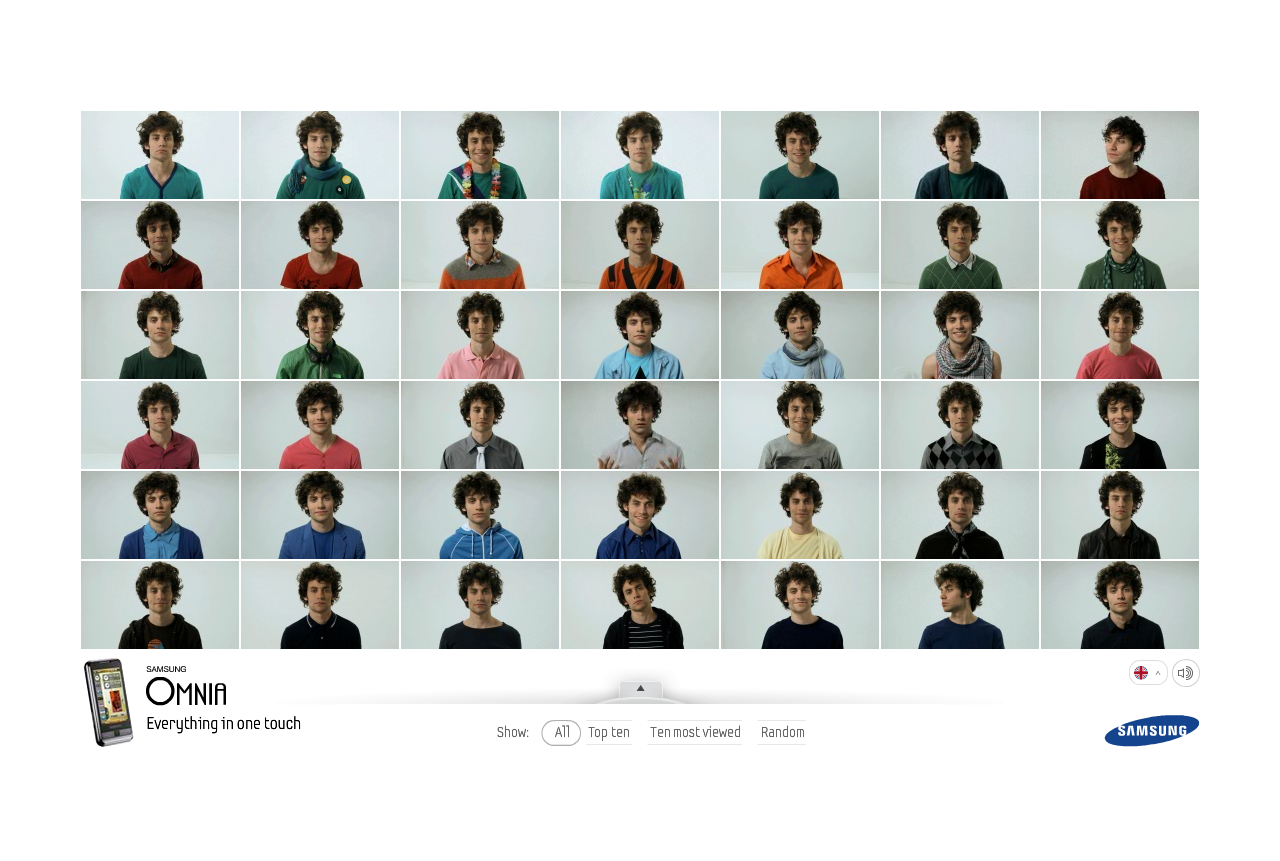 SAMSUNG
OMNIA
Everything in one touch
Show: All Top ten Ten most viewed Random
SAMSUNG